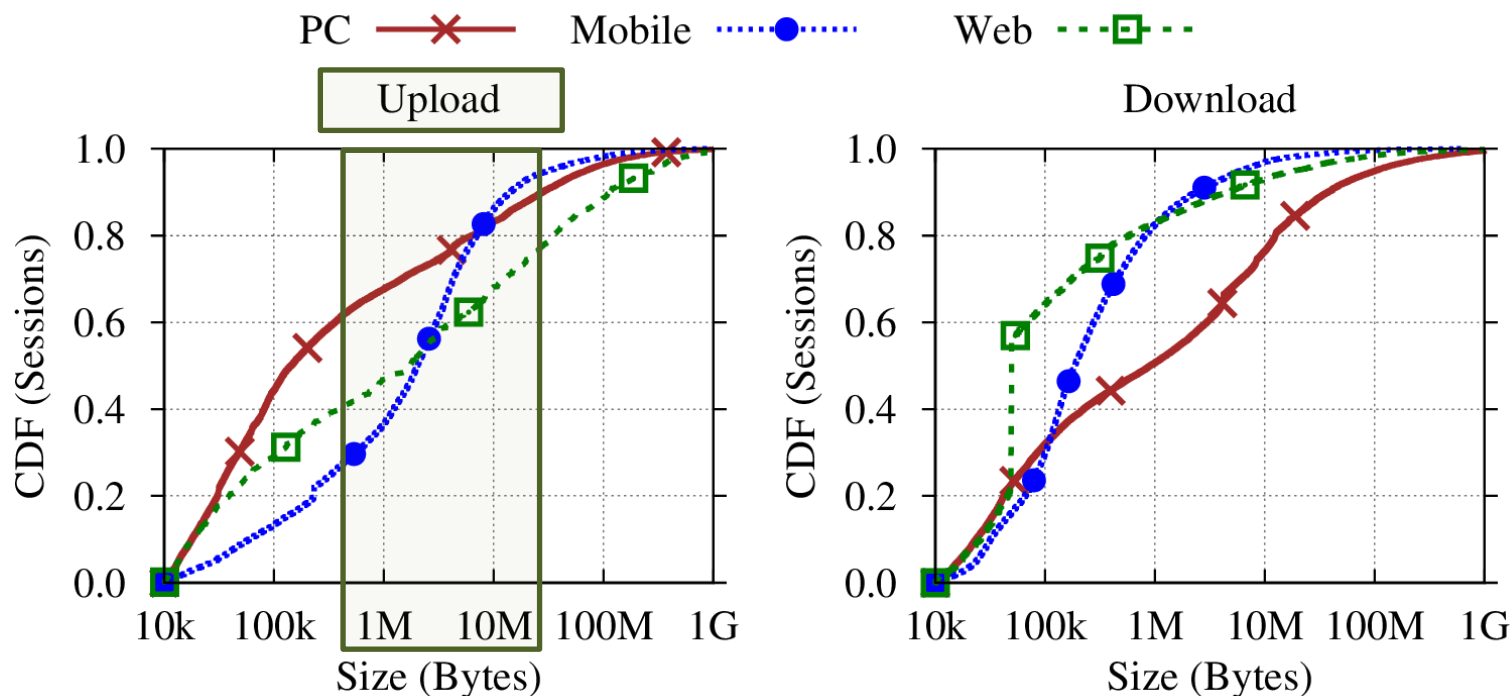 PC Mobile Web
Upload
Download
CDF (Sessions)
1.0
0.8
0.6
0.4
0.2
0.0
10k 100k 1M 10M 100M 1G
Size (Bytes)
CDF (Sessions)
1.0
0.8
0.6
0.4
0.2
0.0
10k 100k 1M 10M 100M 1G
Size (Bytes)